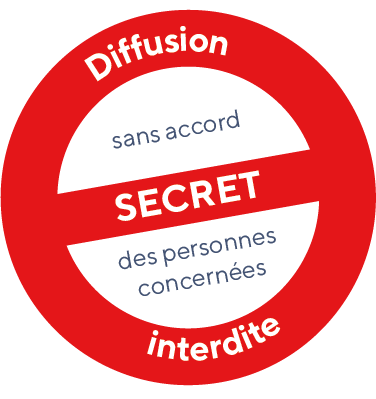 Diffusion
sans accord
SECRET
des personnes
concernées
interdite